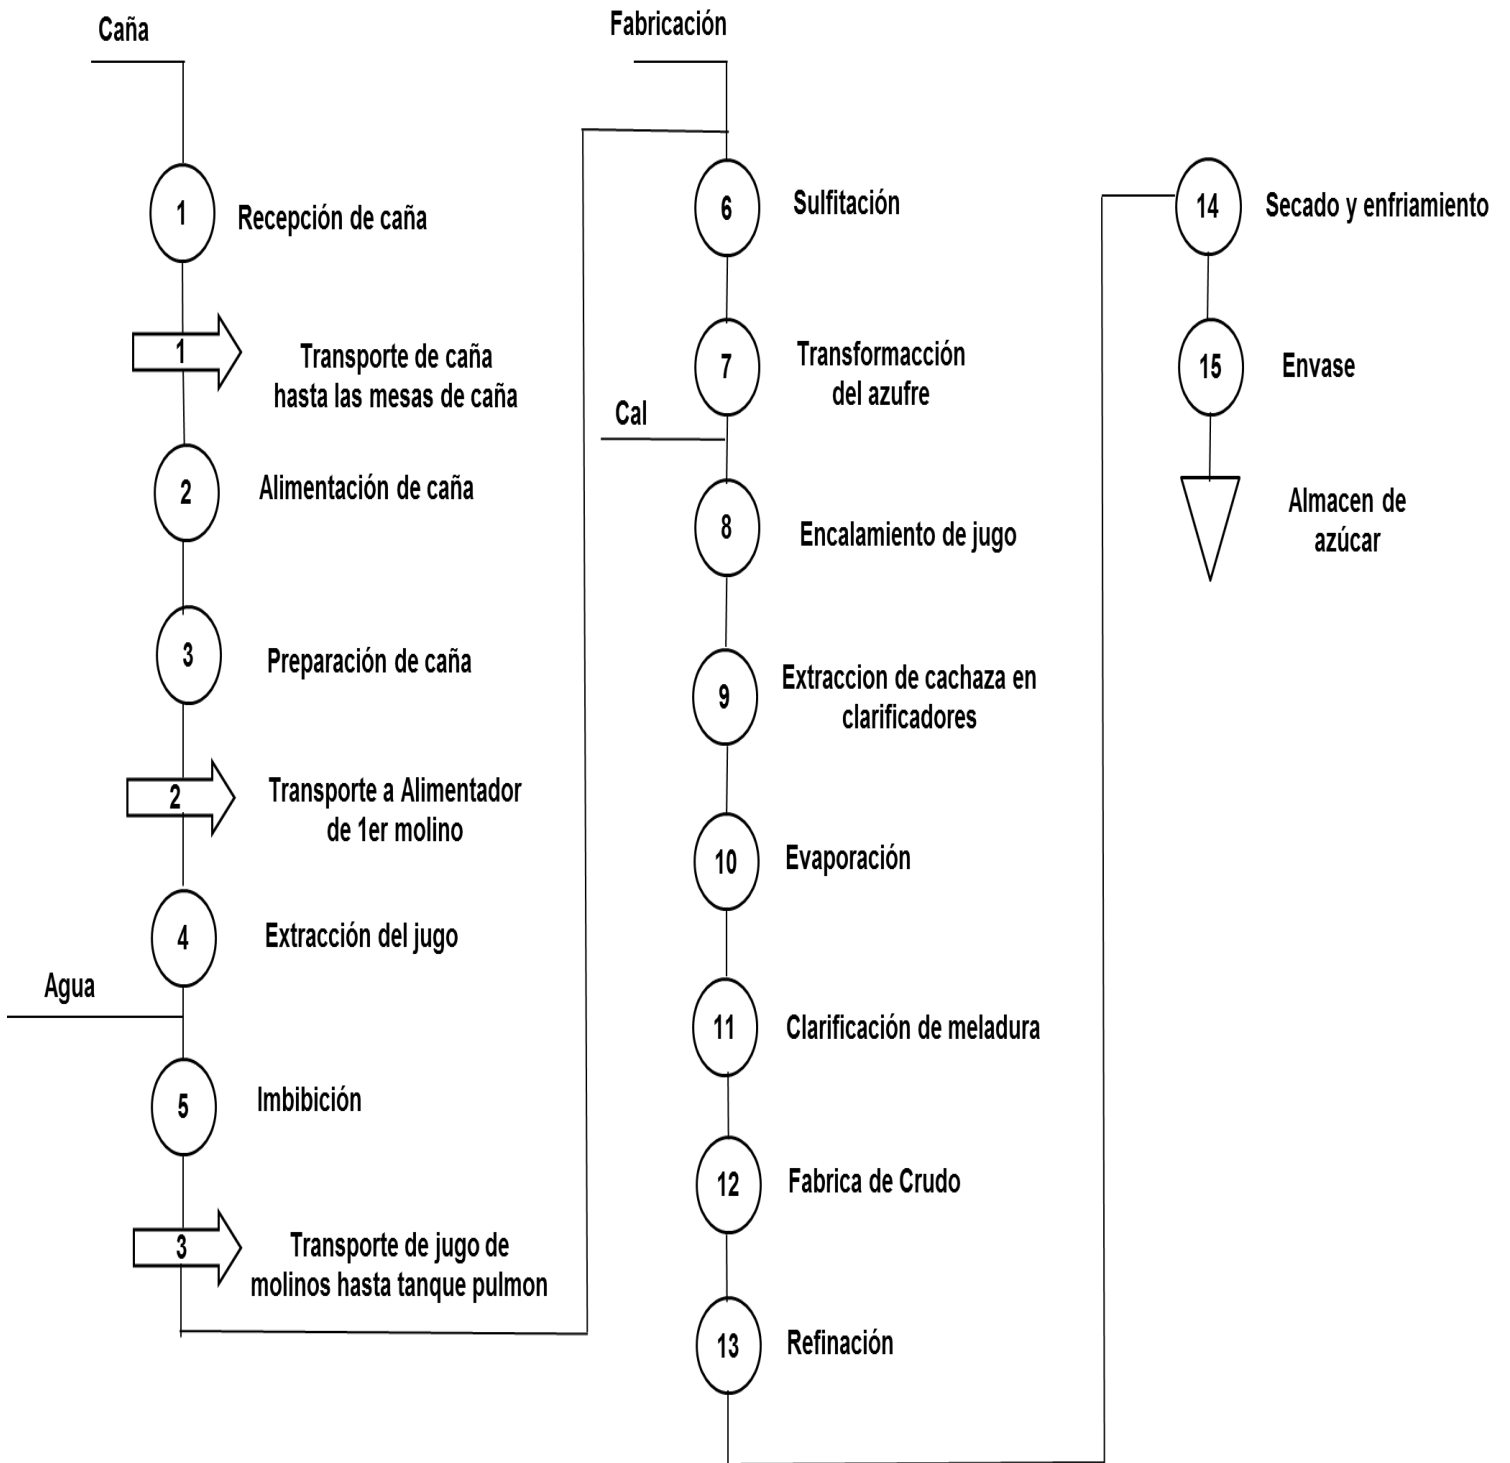 Caña
1
Recepción de caña
1
Transporte de caña
hasta las mesas de caña
2
Alimentación de caña
3
Preparación de caña
2
Transporte a Alimentador
de 1er molino
4
Extracción del jugo
Agua
5
Imbibición
3
Transporte de jugo de
molinos hasta tanque pulmon
Fabricación
6
Sulfitación
7
Transformacción
del azufre
Cal
8
Encalamiento de jugo
9
Extraccion de cachaza en
clarificadores
10
Evaporación
11
Clarificación de meladura
12
Fabrica de Crudo
13
Refinación
14
Secado y enfriamiento
15
Envase
Almacen de
azúcar